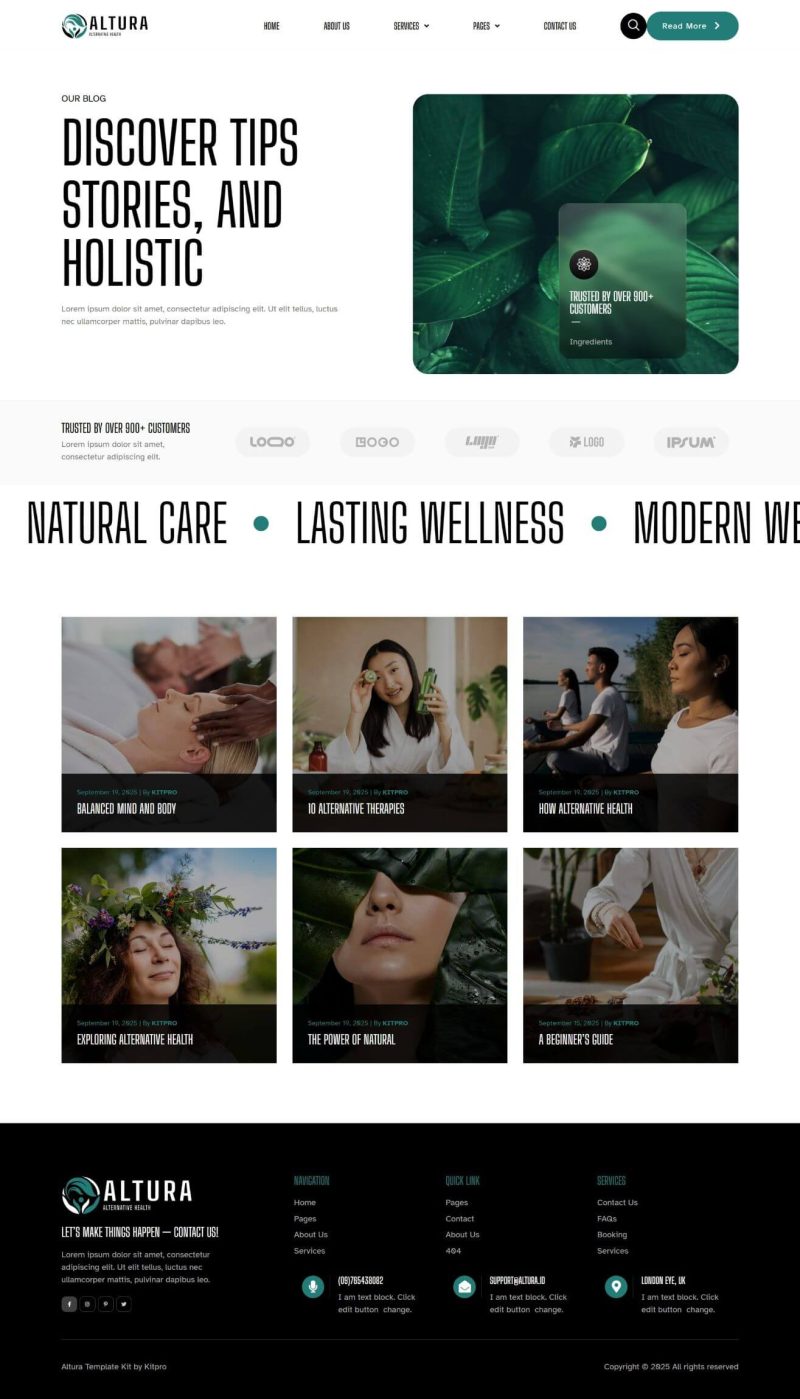 ALTURA
ALTERNATIVE HEALTH
HOME
ABOUT US
SERVICES
PAGES
CONTACT US
Read More
OUR BLOG
DISCOVER TIPS
STORIES, AND
HOLISTIC
Lorem ipsum dolor sit amet, consectetur adipiscing elit. Ut elit tellus, luctus
nec ullamcorper mattis, pulvinar dapibus leo.
TRUSTED BY OVER 900+
CUSTOMERS
Ingredients
TRUSTED BY OVER 900+ CUSTOMERS
Lorem ipsum dolor sit amet,
consectetur adipiscing elit.
LOGO
LOGO
IPSUM
NATURAL CARE
LASTING WELLNESS
MODERN WE
September 19, 2025 | By KITPRO
BALANCED MIND AND BODY
September 19, 2025 | By KITPRO
10 ALTERNATIVE THERAPIES
September 19, 2025 | By KITPRO
HOW ALTERNATIVE HEALTH
September 19, 2025 | By KITPRO
EXPLORING ALTERNATIVE HEALTH
September 19, 2025 | By KITPRO
THE POWER OF NATURAL
September 15, 2025 | By KITPRO
A BEGINNER'S GUIDE
ALTURA
ALTERNATIVE HEALTH
LET'S MAKE THINGS HAPPEN — CONTACT US!
Lorem ipsum dolor sit amet, consectetur
adipiscing elit. Ut elit tellus, luctus nec
ullamcorper mattis, pulvinar dapibus leo.
NAVIGATION
Home
Pages
About Us
Services
QUICK LINK
Pages
Contact
About Us
404
SERVICES
Contact Us
FAQs
Booking
Services
(09)765438092
I am text block. Click
edit button change.
SUPPORT@ALTURA.ID
I am text block. Click
edit button change.
LONDON EYE, UK
I am text block. Click
edit button change.
Altura Template Kit by Kitpro
Copyright © 2025 All rights reserved